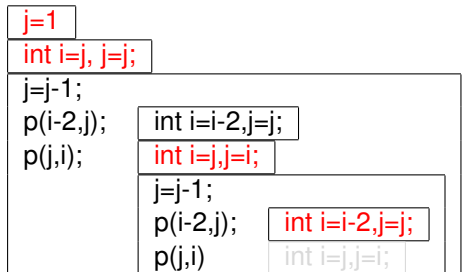 j=1
int i=j, j=j;
j=j-1;
p(i-2,j); int i=i-2,j=j;
p(j,i); int i=j,j=i;
j=j-1;
p(i-2,j); int i=i-2,j=j;
p(j,i) int i=j,j=i;